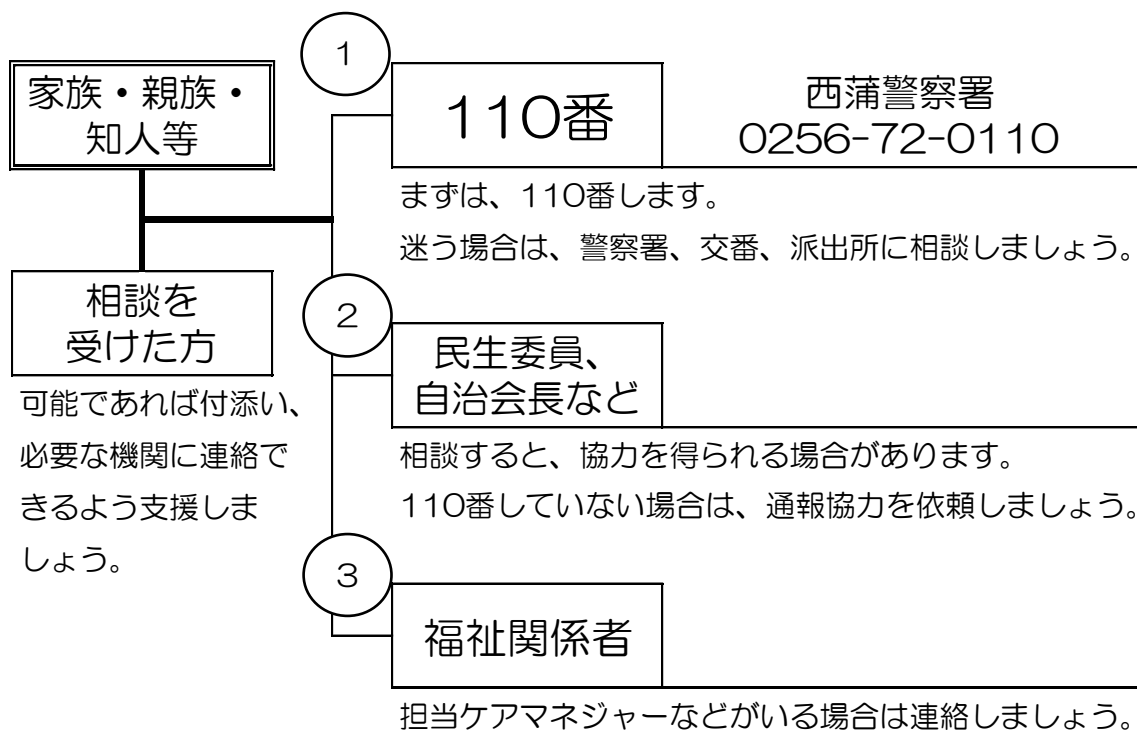 家族・親族・
知人等
相談を
受けた方
可能であれば付添い、
必要な機関に連絡で
きるよう支援しま
しょう。
1
110番
西蒲警察署
0256-72-0110
まずは、110番します。
迷う場合は、警察署、交番、派出所に相談しましょう。
2
民生委員、
自治会長など
相談すると、協力を得られる場合があります。
110番していない場合は、通報協力を依頼しましょう。
3
福祉関係者
担当ケアマネジャーなどがいる場合は連絡しましょう。